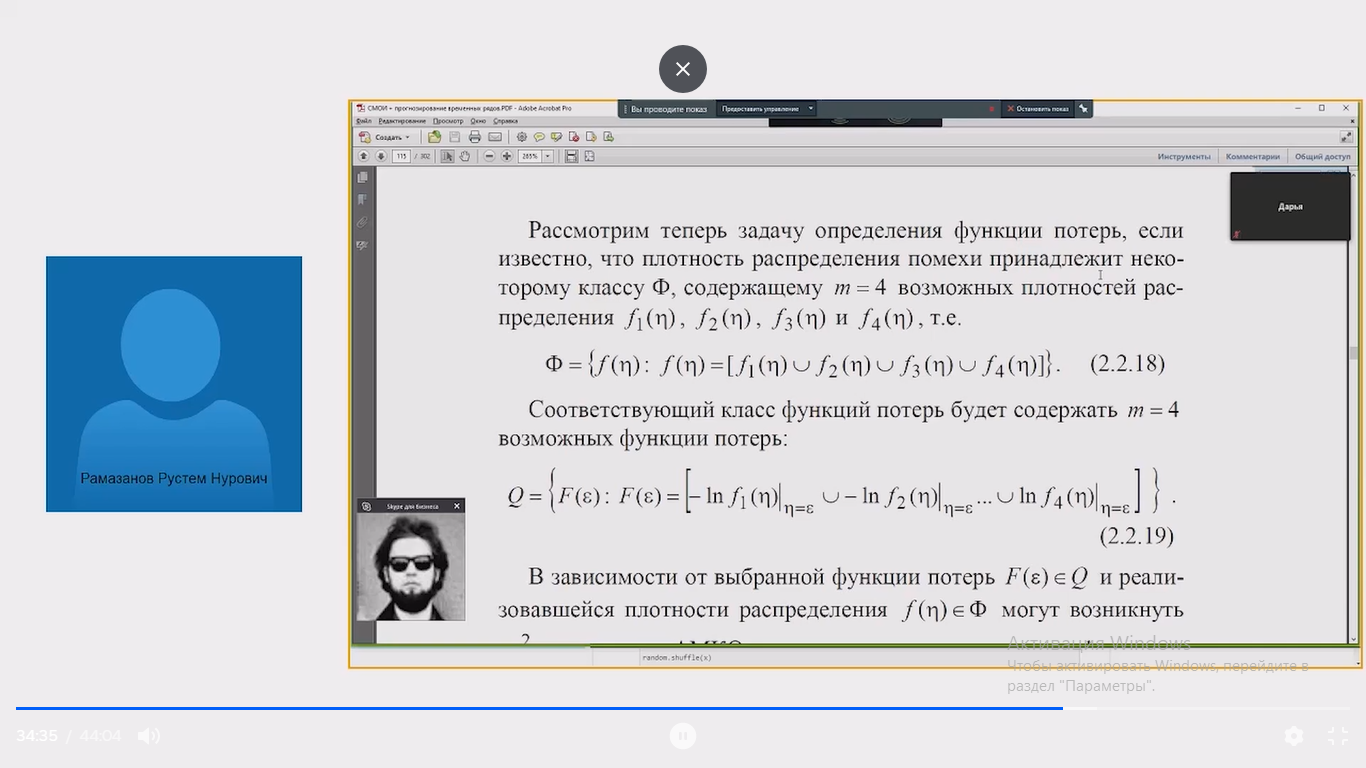 СМОИ + прогнозирование временных рядов.PDF - Adobe Acrobat Pro
Вы проводите показ
Предоставить управление
Остановить показ
Файл Редактирование Просмотр Окно Справка
Создать
115 / 302
265%
Инструменты Комментарии Общий доступ
Дарья
Рассмотрим теперь задачу определения функции потерь, если
известно, что плотность распределения помехи принадлежит неко-
торому классу Φ, содержащему m = 4 возможных плотностей рас-
пределения f₁(η), f₂(η), f₃(η) и f₄(η), т.е.
Φ = {f(η): f(η) = [f₁(η) ∪ f₂(η) ∪ f₃(η) ∪ f₄(η)]}. (2.2.18)
Соответствующий класс функций потерь будет содержать m = 4
возможных функции потерь:
Q = {F(ε): F(ε) = [− ln f₁(η)|η=ε ∪ − ln f₂(η)|η=ε ... ∪ ln f₄(η)|η=ε]} .
(2.2.19)
В зависимости от выбранной функции потерь F(ε) ∈ Q и реали-
зовавшейся плотности распределения f(η) ∈ Φ могут возникнуть
Рамазанов Рустем Нурович
Skype для бизнеса
random.shuffle(x)
Активация Windows
Чтобы активировать Windows, перейдите в
раздел "Параметры".
34:35 / 44:04